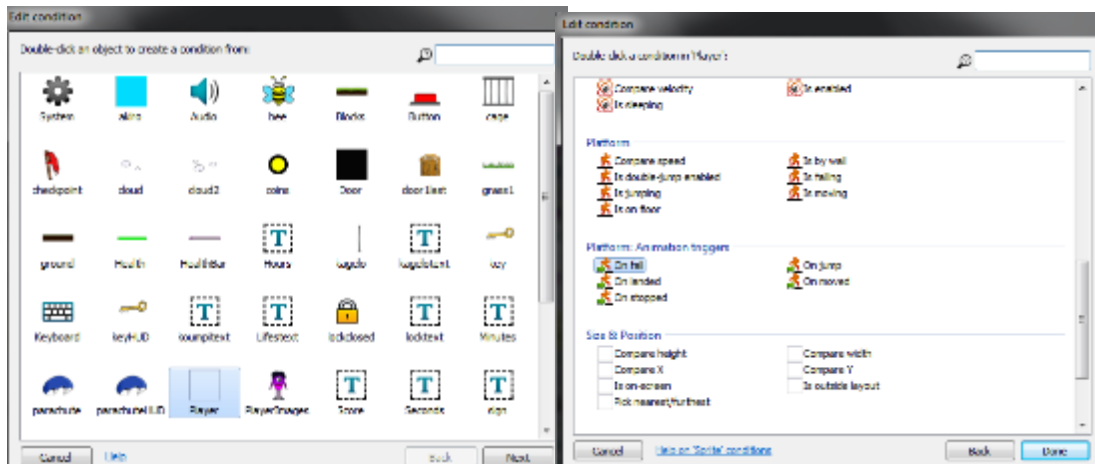 Edit condition
Double-click an object to create a condition from:
System akiro Audio bee Blocks Button cage
checkpoint cloud cloud2 coins Door door1last grass1
ground Health HealthBar Hours kagelo kagelotext key
Keyboard keyHUD koumpitext Lifestext lockclosed locktext Minutes
parachute parachuteHUD Player PlayerImages Score Seconds sign
Cancel Help Back Next
Edit condition
Double-click a condition in 'Player':
Compare velocity Is enabled
Is sleeping
Platform
Compare speed Is by wall
Is double-jump enabled Is falling
Is jumping Is moving
Is on floor
Platform: Animation triggers
On fall On jump
On landed On moved
On stopped
Size & Position
Compare height Compare width
Compare X Compare Y
Is on-screen Is outside layout
Pick nearest/furthest
Cancel Help on 'Sprite' conditions Back Done